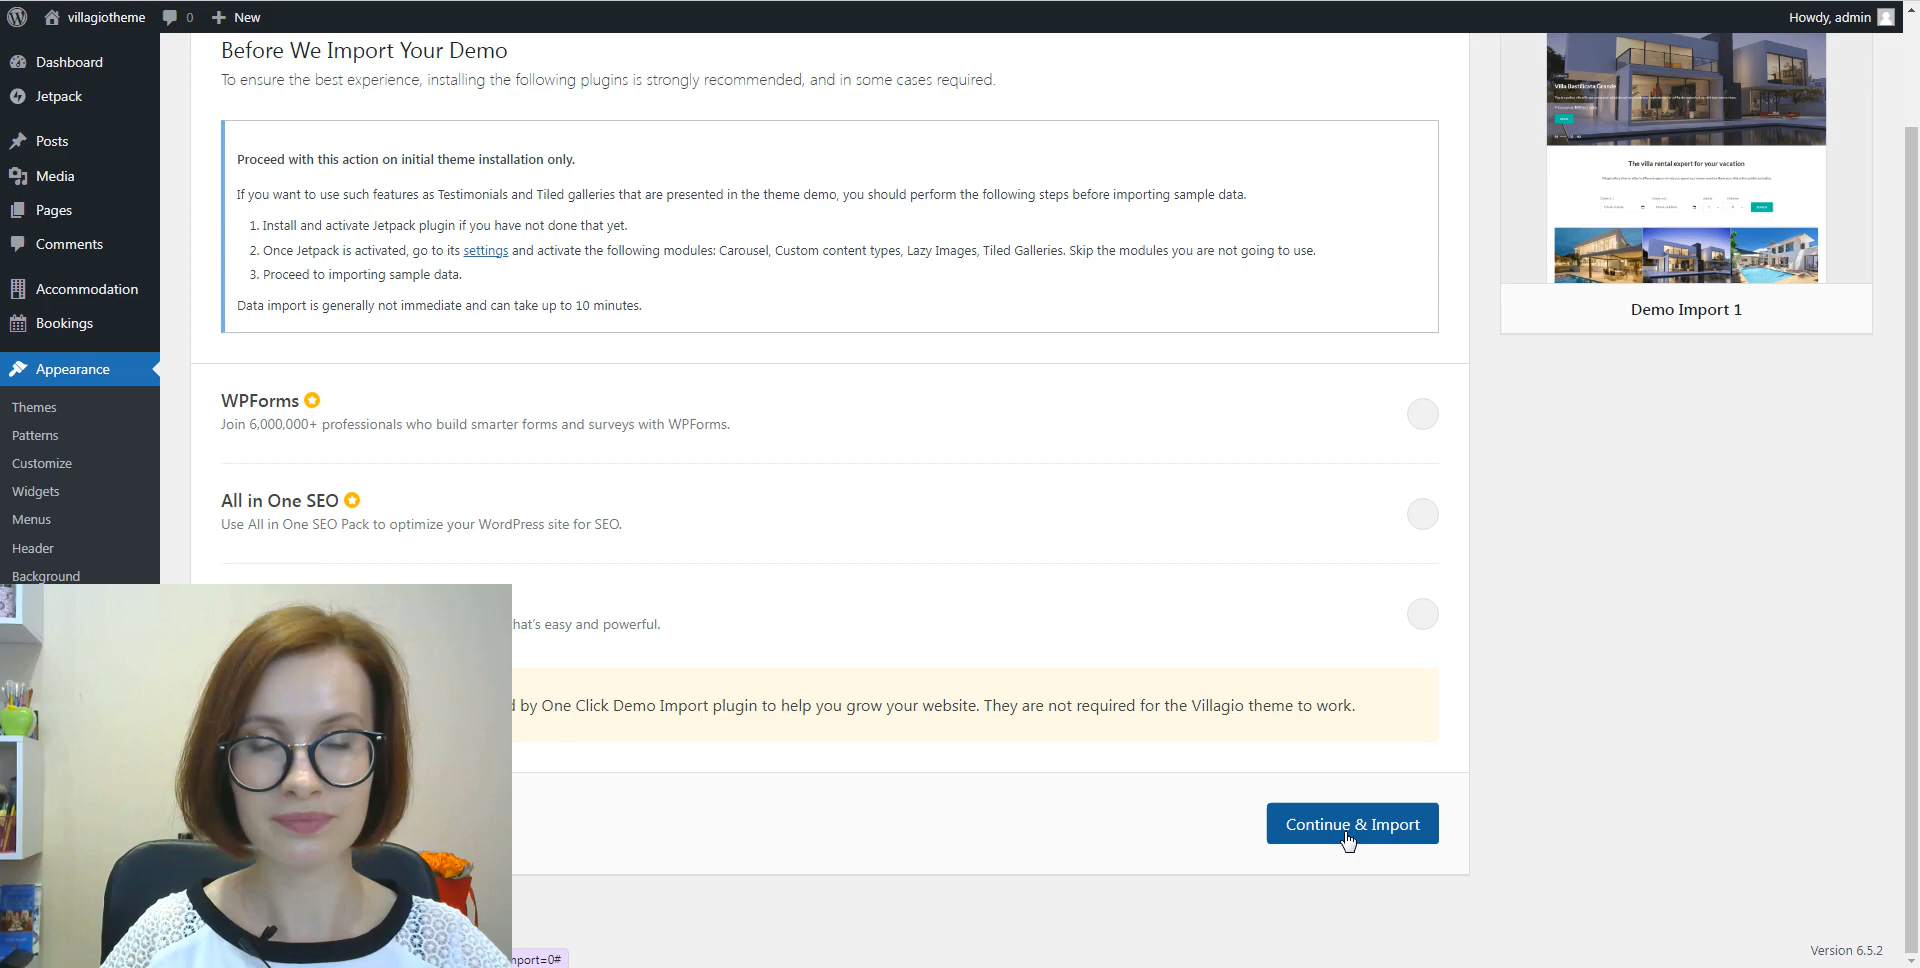 villagiotheme 0 New Howdy, admin
Dashboard
Jetpack
Posts
Media
Pages
Comments
Accommodation
Bookings
Appearance
Themes
Patterns
Customize
Widgets
Menus
Header
Background
Before We Import Your Demo
To ensure the best experience, installing the following plugins is strongly recommended, and in some cases required.
Proceed with this action on initial theme installation only.
If you want to use such features as Testimonials and Tiled galleries that are presented in the theme demo, you should perform the following steps before importing sample data.
1. Install and activate Jetpack plugin if you have not done that yet.
2. Once Jetpack is activated, go to its settings and activate the following modules: Carousel, Custom content types, Lazy Images, Tiled Galleries. Skip the modules you are not going to use.
3. Proceed to importing sample data.
Data import is generally not immediate and can take up to 10 minutes.
WPForms
Join 6,000,000+ professionals who build smarter forms and surveys with WPForms.
All in One SEO
Use All in One SEO Pack to optimize your WordPress site for SEO.
hat's easy and powerful.
by One Click Demo Import plugin to help you grow your website. They are not required for the Villagio theme to work.
Continue & Import
mport=0#
Villa Bastilicata Grande
The villa rental expert for your vacation
Demo Import 1
Version 6.5.2